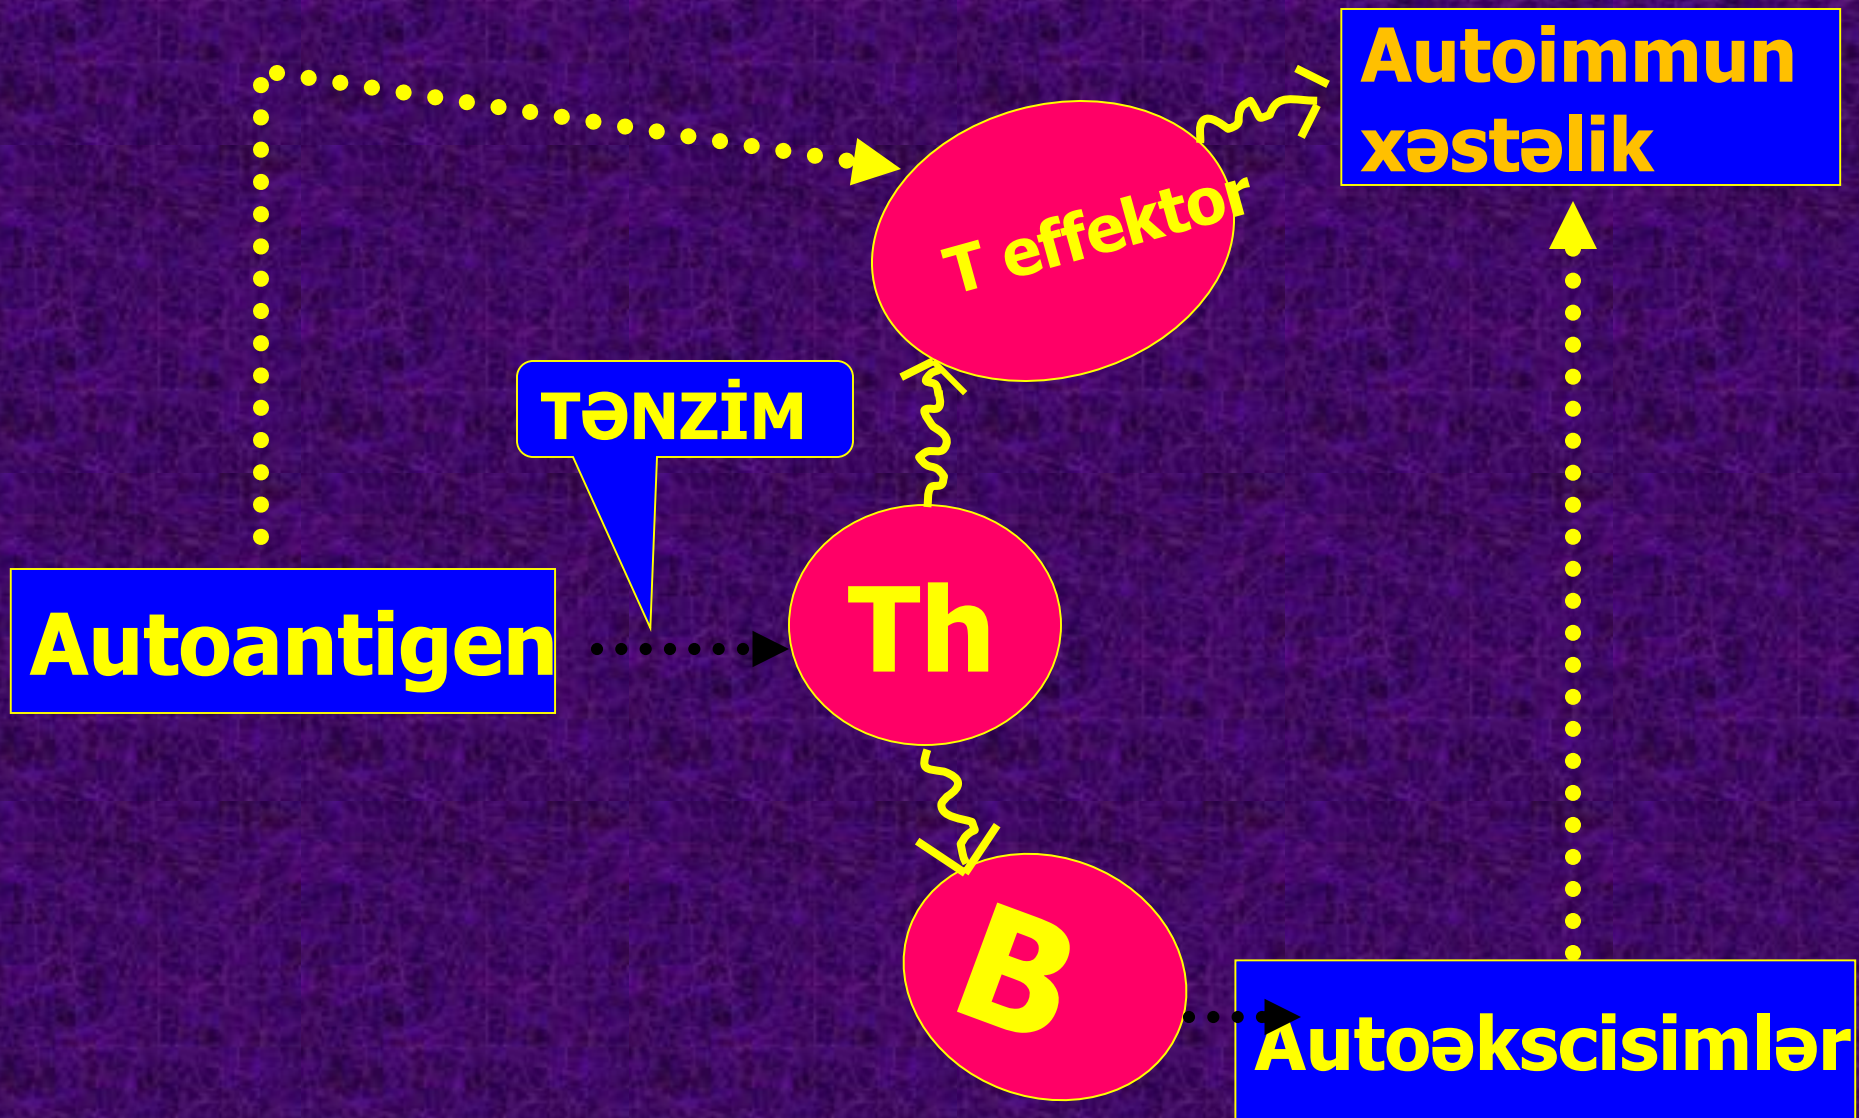 Autoimmun
xəstəlik
T effektor
TƏNZİM
Autoantigen
Th
B
Autoəkscisimlər